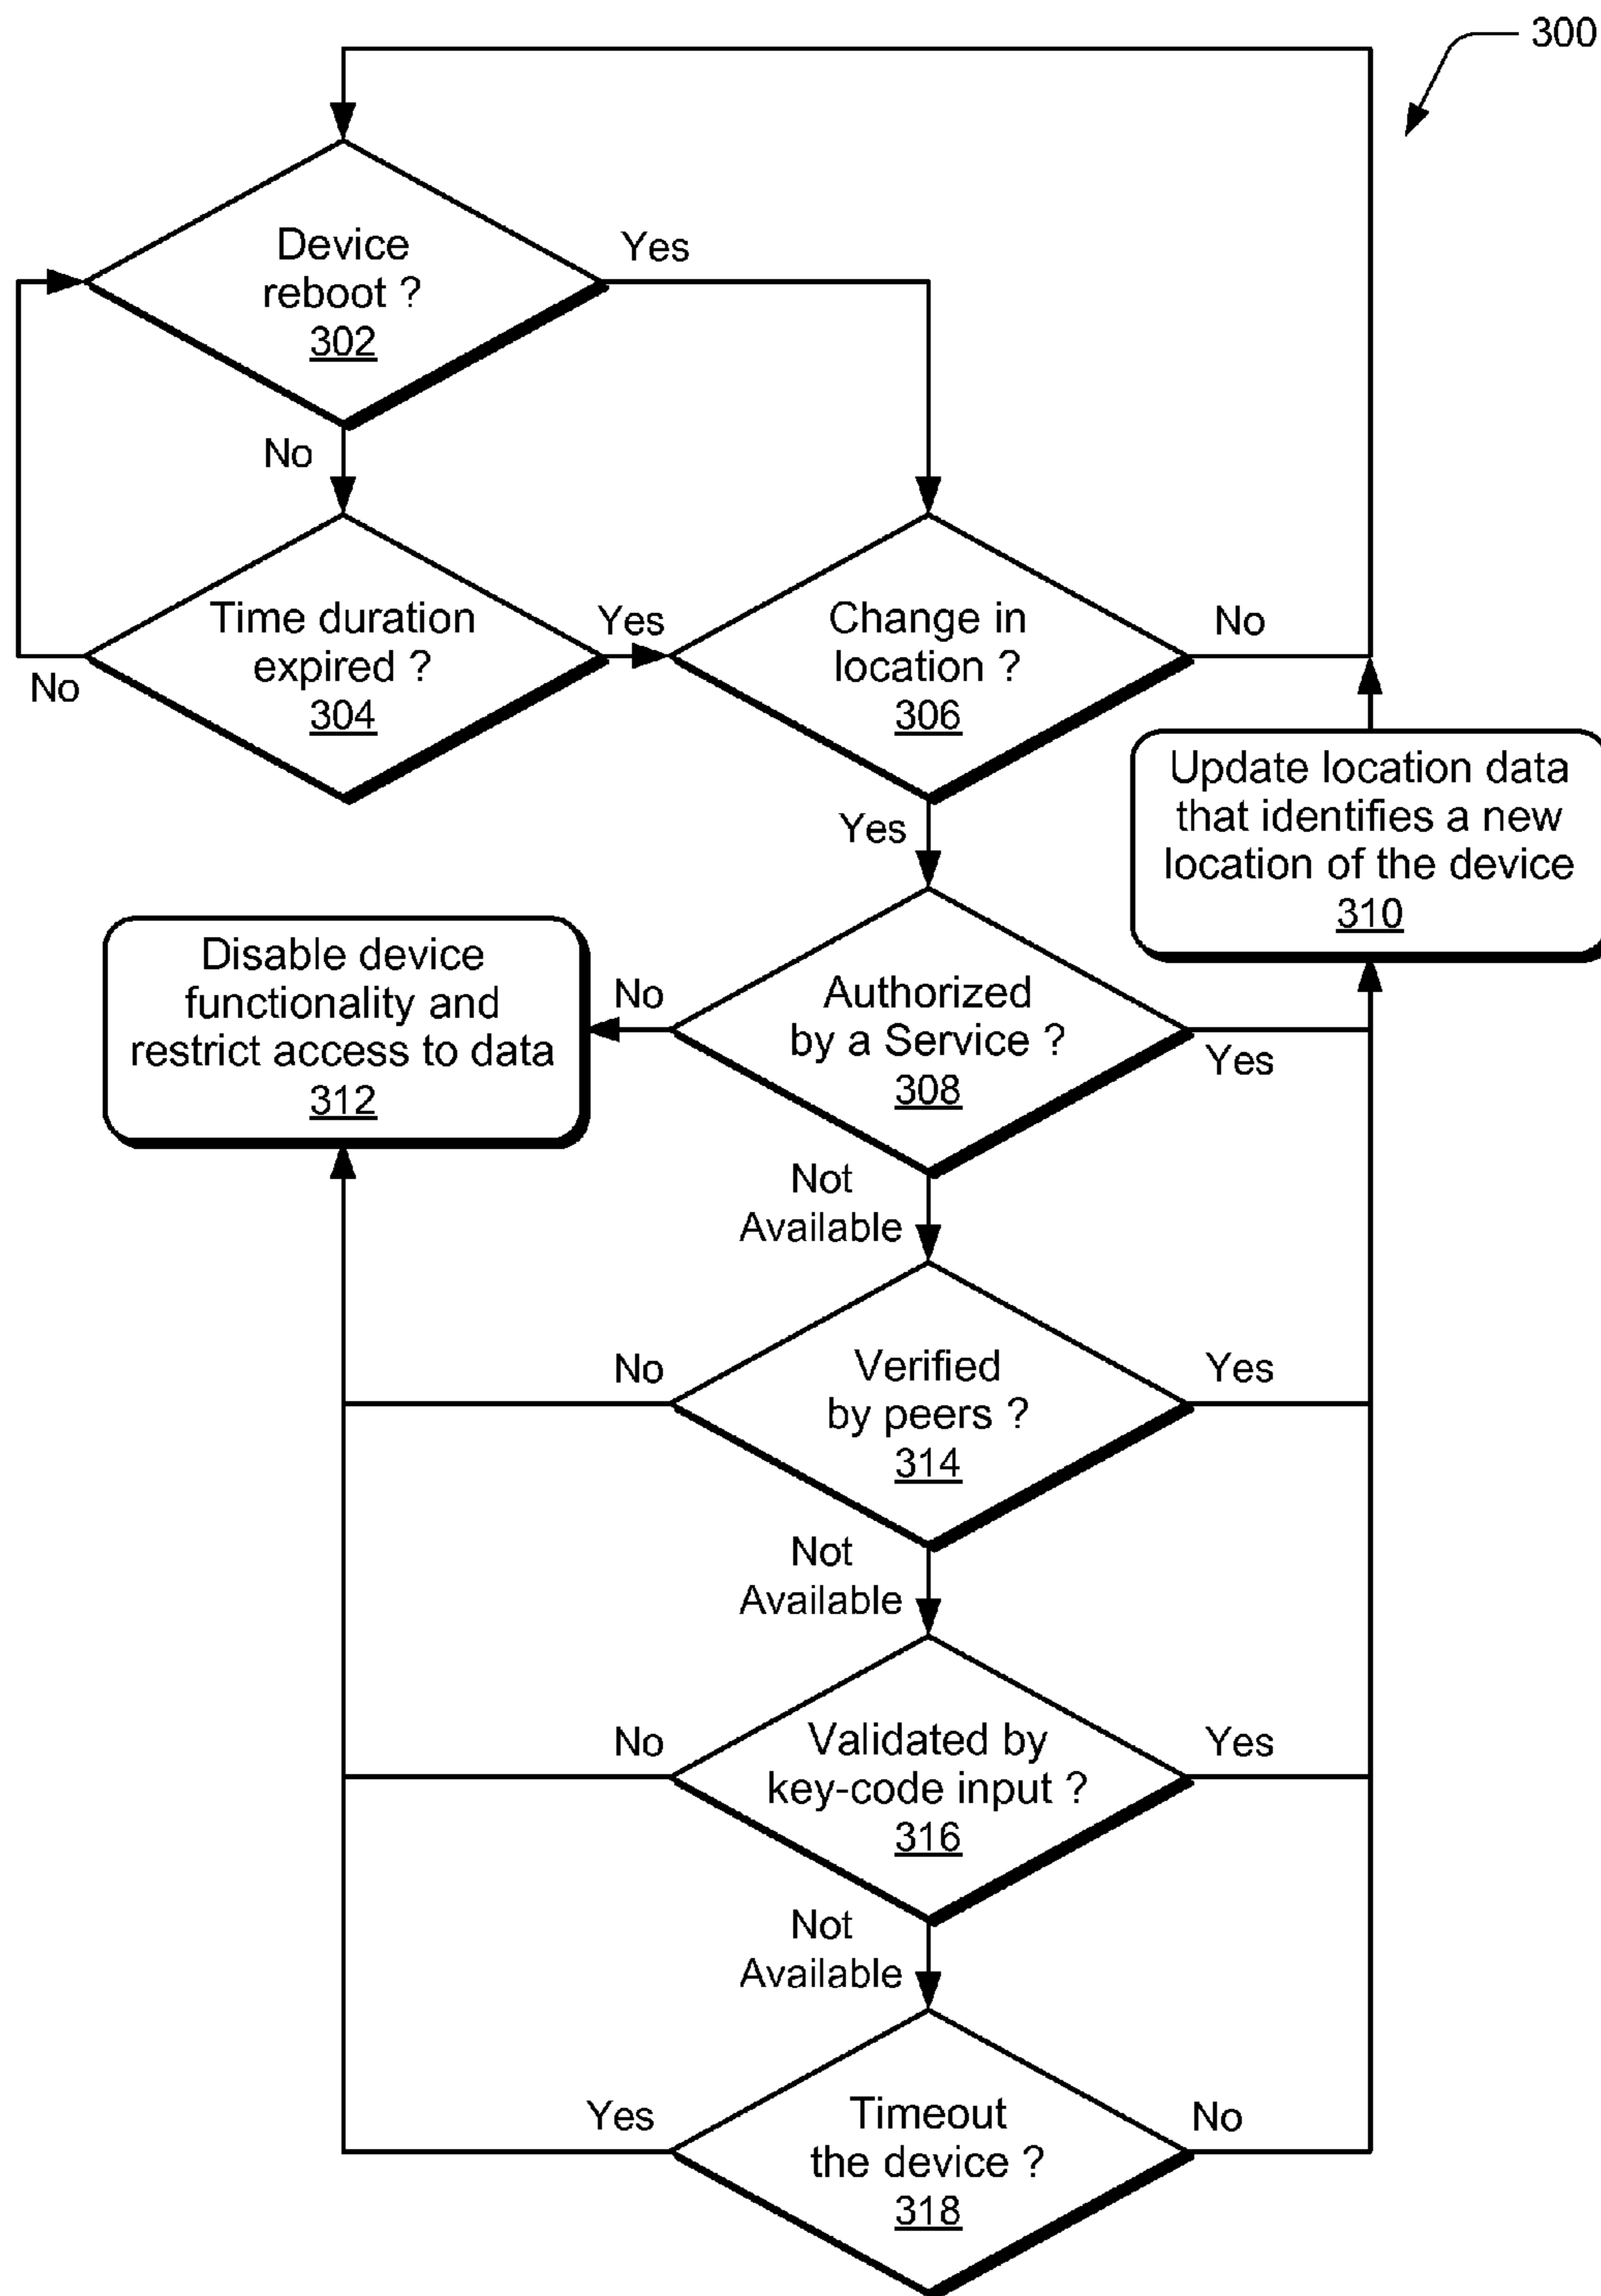 300
Device
reboot ?
302
Yes
No
Time duration
expired ?
304
Yes
No
Change in
location ?
306
No
Yes
Update location data
that identifies a new
location of the device
310
Disable device
functionality and
restrict access to data
312
No
Authorized
by a Service ?
308
Yes
Not
Available
No
Verified
by peers ?
314
Yes
Not
Available
No
Validated by
key-code input ?
316
Yes
Not
Available
Yes
Timeout
the device ?
318
No